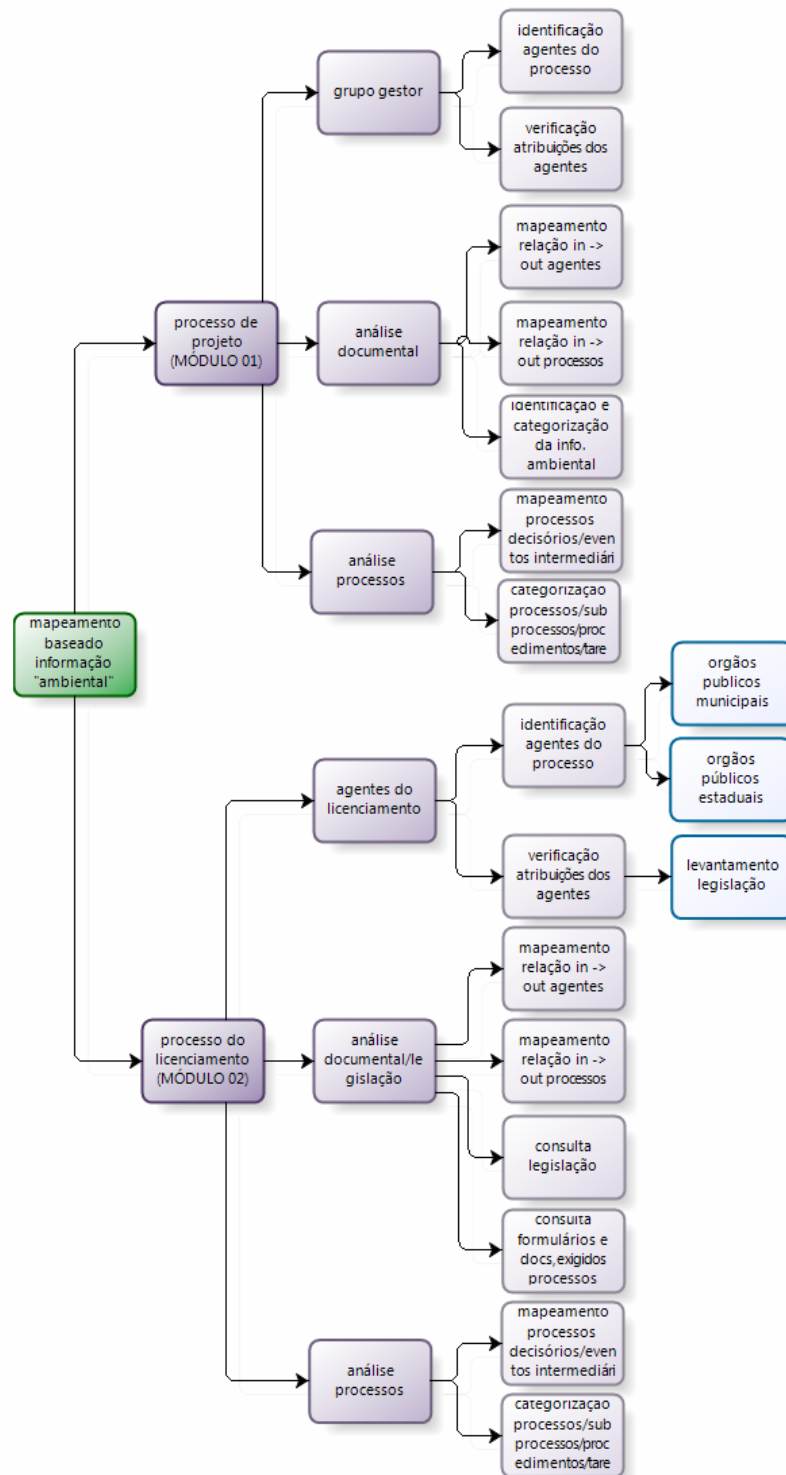 identificação
agentes do
processo
grupo gestor
verificação
atribuições dos
agentes
mapeamento
relação in ->
out agentes
processo de
projeto
(MÓDULO 01)
análise
documental
mapeamento
relação in ->
out processos
identificação e
categorização
da info.
ambiental
mapeamento
processos
decisórios/even
tos intermediári
análise
processos
categorização
processos/sub
processos/proc
edimentos/tare
mapeamento
baseado
informação
"ambiental"
orgãos
publicos
municipais
identificação
agentes do
processo
orgãos
públicos
estaduais
agentes do
licenciamento
verificação
atribuições dos
agentes
levantamento
legislação
mapeamento
relação in ->
out agentes
processo do
licenciamento
(MÓDULO 02)
análise
documental/le
gislação
mapeamento
relação in ->
out processos
consulta
legislação
consulta
formulários e
docs,exigidos
processos
mapeamento
processos
decisórios/even
tos intermediári
análise
processos
categorização
processos/sub
processos/proc
edimentos/tare